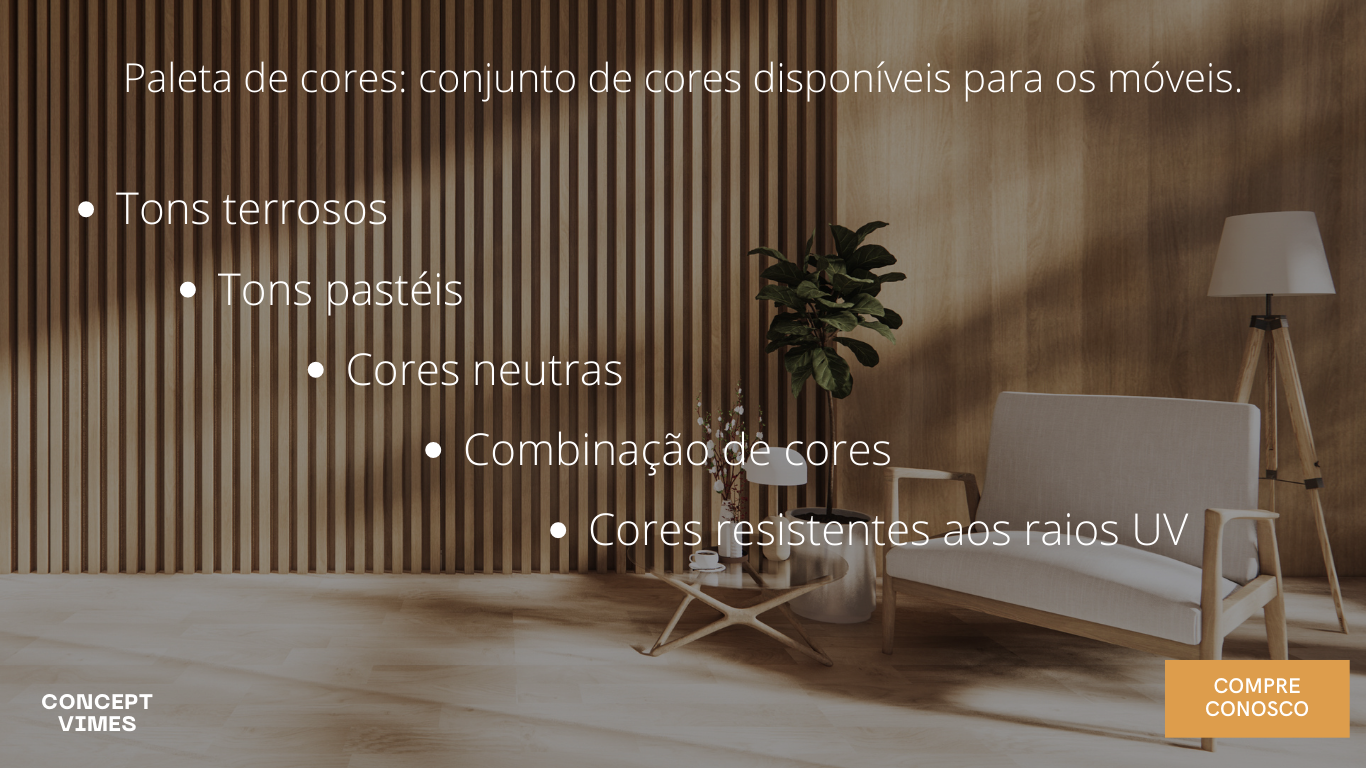 Paleta de cores: conjunto de cores disponíveis para os móveis.
Tons terrosos
Tons pastéis
Cores neutras
Combinação de cores
Cores resistentes aos raios UV
CONCEPT
VIMES
COMPRE
CONOSCO